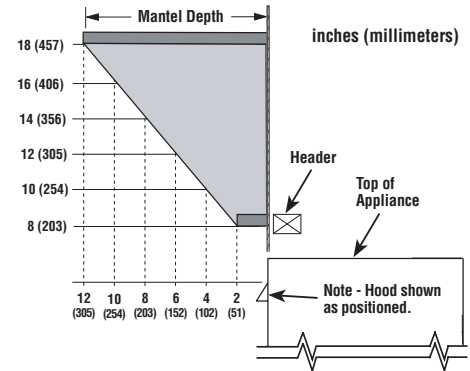 Mantel Depth
inches (millimeters)
18 (457)
16 (406)
14 (356)
12 (305)
10 (254)
8 (203)
Header
Top of
Appliance
Note - Hood shown
as positioned.
12 10 8 6 4 2
(305) (254) (203) (152) (102) (51)